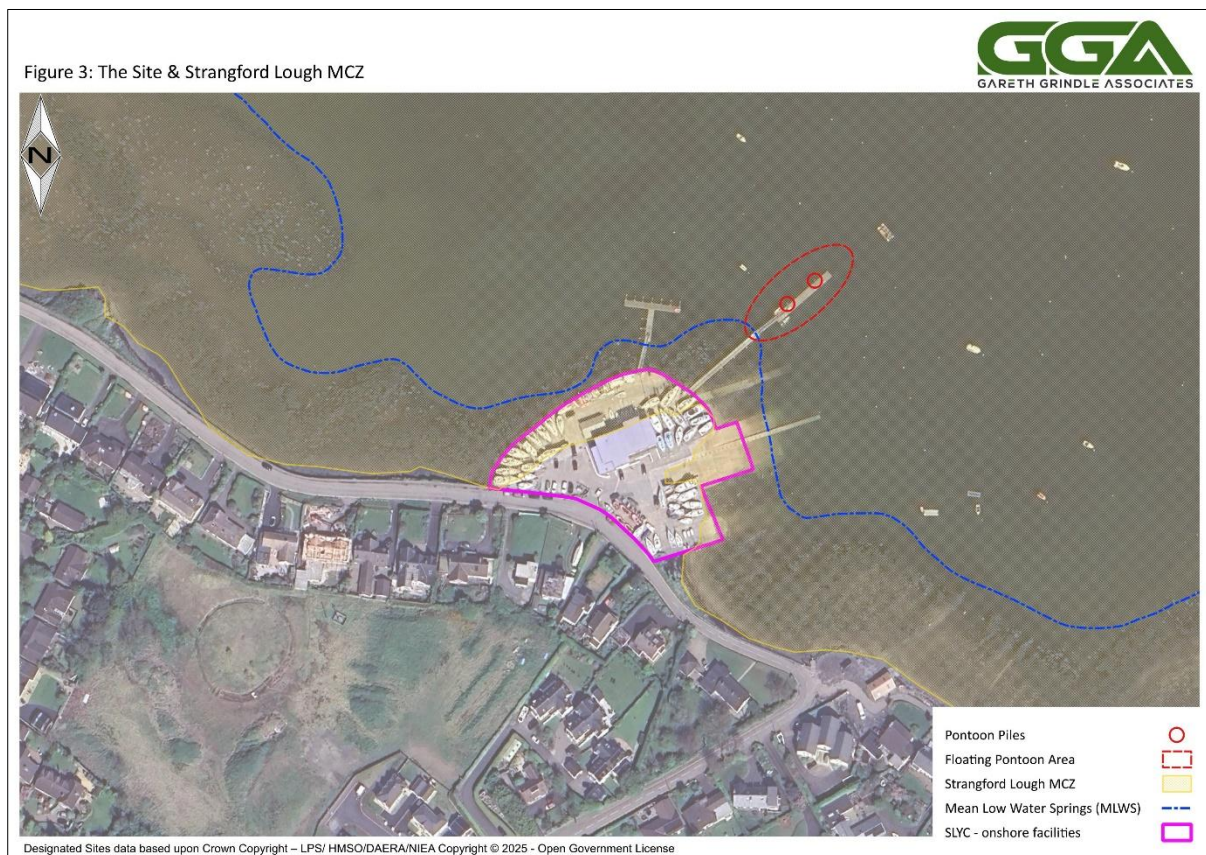 GGA
GARETH GRINDLE ASSOCIATES
Figure 3: The Site & Strangford Lough MCZ
N
Pontoon Piles
Floating Pontoon Area
Strangford Lough MCZ
Mean Low Water Springs (MLWS)
SLYC - onshore facilities
Designated Sites data based upon Crown Copyright – LPS/ HMSO/DAERA/NIEA Copyright © 2025 - Open Government License